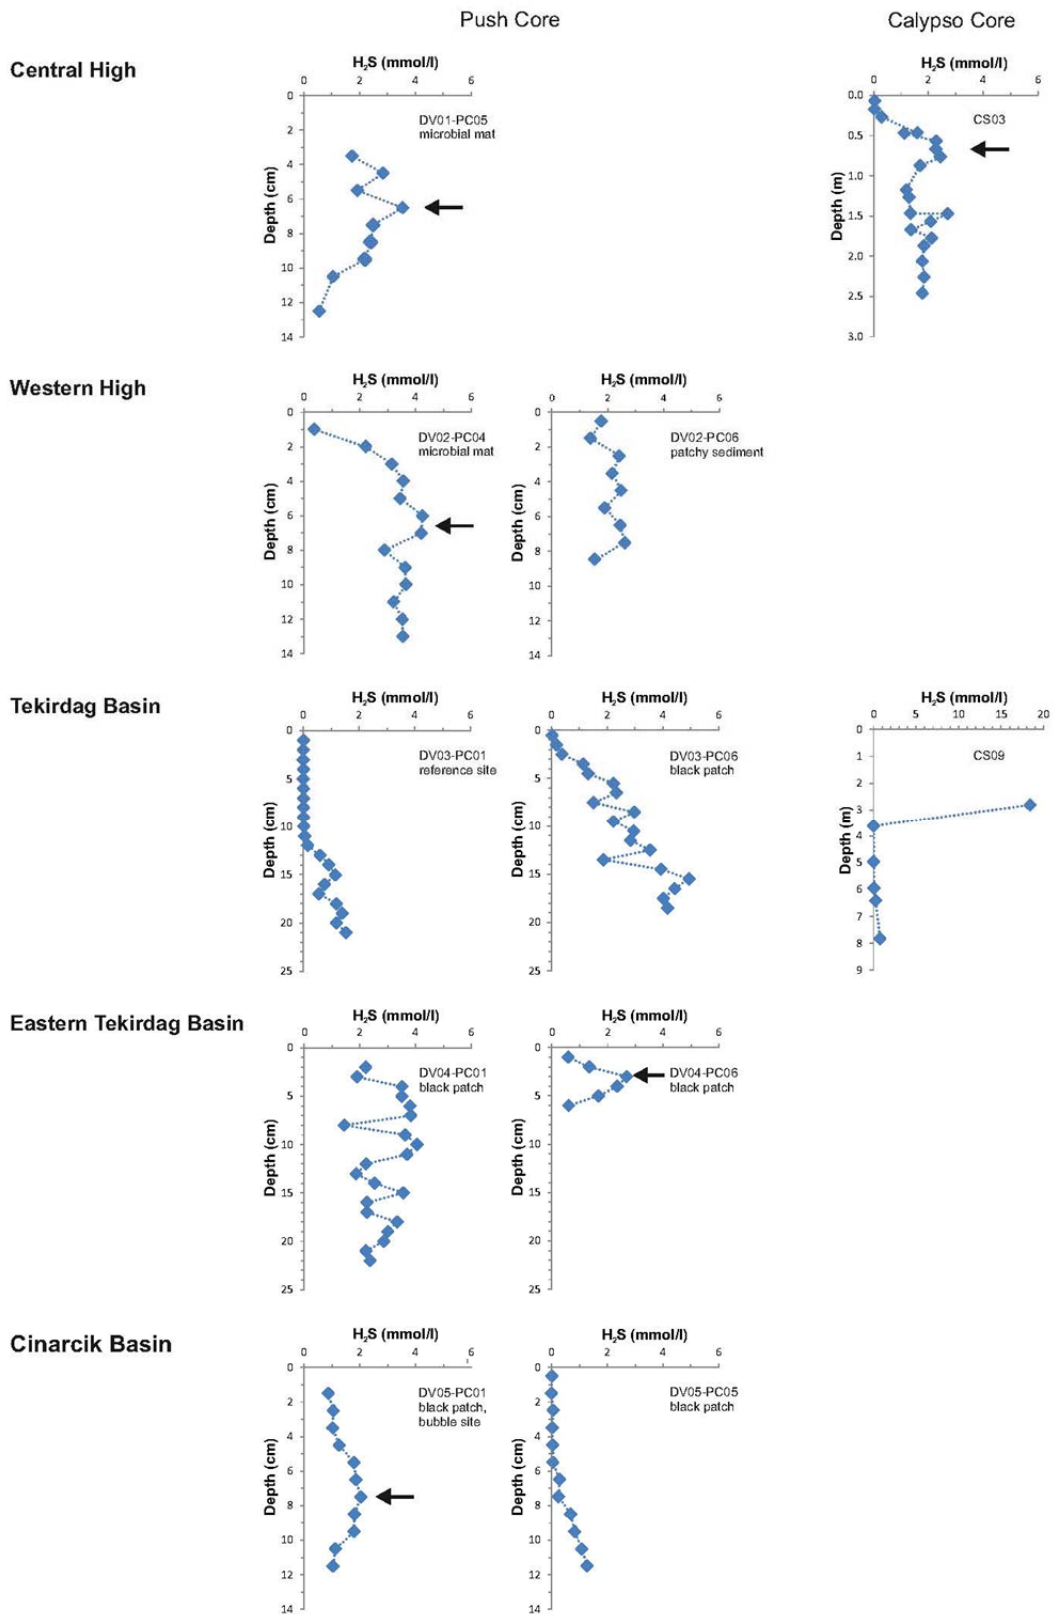 Push Core
Calypso Core
Central High
H₂S (mmol/l)
0 2 4 6
0
2
4
6
8
10
12
14
Depth (cm)
DV01-PC05
microbial mat
H₂S (mmol/l)
0 2 4 6
0.0
0.5
1.0
1.5
2.0
2.5
3.0
Depth (m)
CS03
Western High
H₂S (mmol/l)
0 2 4 6
0
2
4
6
8
10
12
14
Depth (cm)
DV02-PC04
microbial mat
H₂S (mmol/l)
0 2 4 6
0
2
4
6
8
10
12
14
Depth (cm)
DV02-PC06
patchy sediment
Tekirdag Basin
H₂S (mmol/l)
0 2 4 6
0
5
10
15
20
25
Depth (cm)
DV03-PC01
reference site
H₂S (mmol/l)
0 2 4 6
0
5
10
15
20
25
Depth (cm)
DV03-PC06
black patch
H₂S (mmol/l)
0 5 10 15 20
0
1
2
3
4
5
6
7
8
9
Depth (m)
CS09
Eastern Tekirdag Basin
H₂S (mmol/l)
0 2 4 6
0
5
10
15
20
25
Depth (cm)
DV04-PC01
black patch
H₂S (mmol/l)
0 2 4 6
0
5
10
15
20
25
Depth (cm)
DV04-PC06
black patch
Cinarcik Basin
H₂S (mmol/l)
0 2 4 6
0
2
4
6
8
10
12
14
Depth (cm)
DV05-PC01
black patch,
bubble site
H₂S (mmol/l)
0 2 4 6
0
2
4
6
8
10
12
14
Depth (cm)
DV05-PC05
black patch